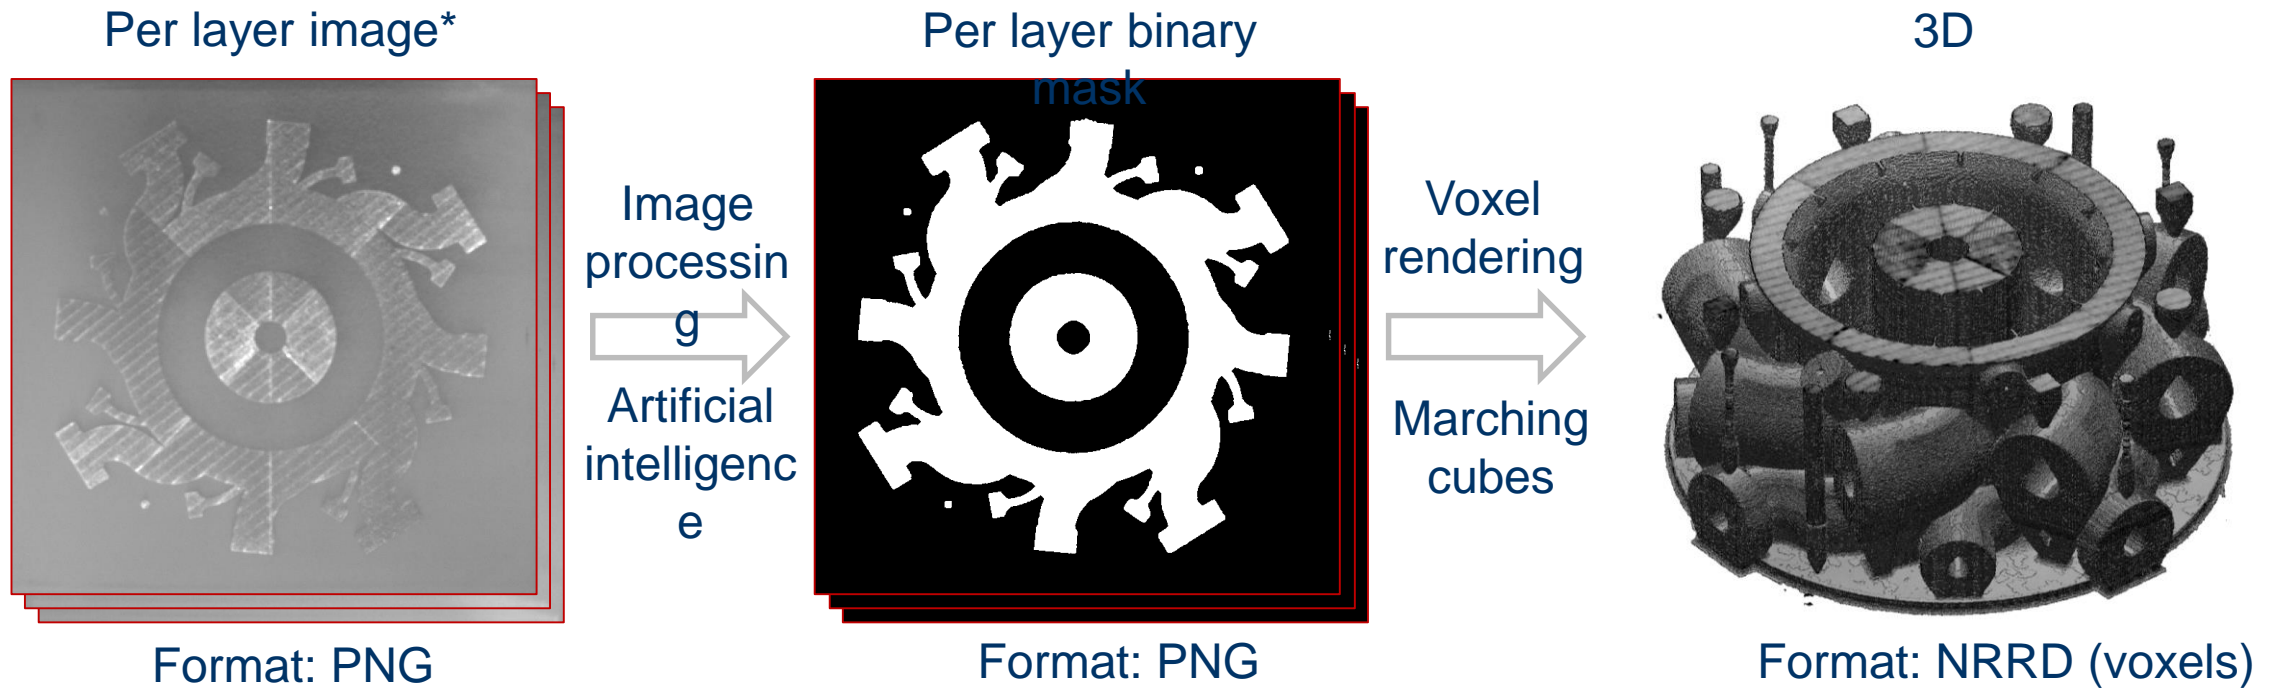 Per layer image*
Format: PNG
Image
processin
g
Artificial
intelligenc
e
Per layer binary
mask
Format: PNG
Voxel
rendering
Marching
cubes
3D
Format: NRRD (voxels)